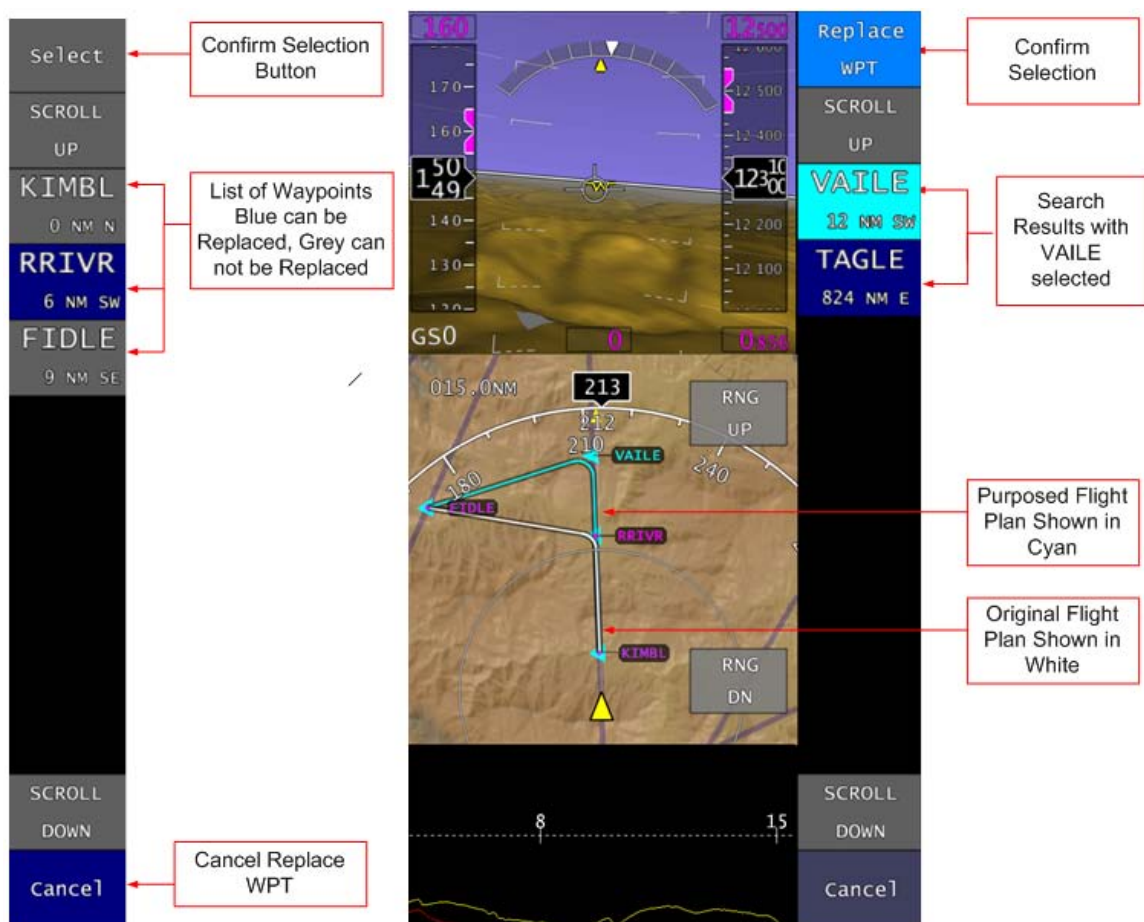 Select
SCROLL
UP
KIMBL
0 NM N
RRIVR
6 NM SW
FIDLE
9 NM SE
SCROLL
DOWN
Cancel
Confirm Selection
Button
List of Waypoints
Blue can be
Replaced, Grey can
not be Replaced
Cancel Replace
WPT
160
170
160
150
149
140
130
120
12500
12 600
12 500
12 400
12310
00
12 200
12 100
GS0
0
015.0NM
213
212
210
180
240
RNG
UP
VAILE
FIDLE
RRIVR
KIMBL
RNG
DN
8
15
Replace
WPT
SCROLL
UP
VAILE
12 NM SW
TAGLE
824 NM E
SCROLL
DOWN
Cancel
Confirm
Selection
Search
Results with
VAILE
selected
Purposed Flight
Plan Shown in
Cyan
Original Flight
Plan Shown in
White